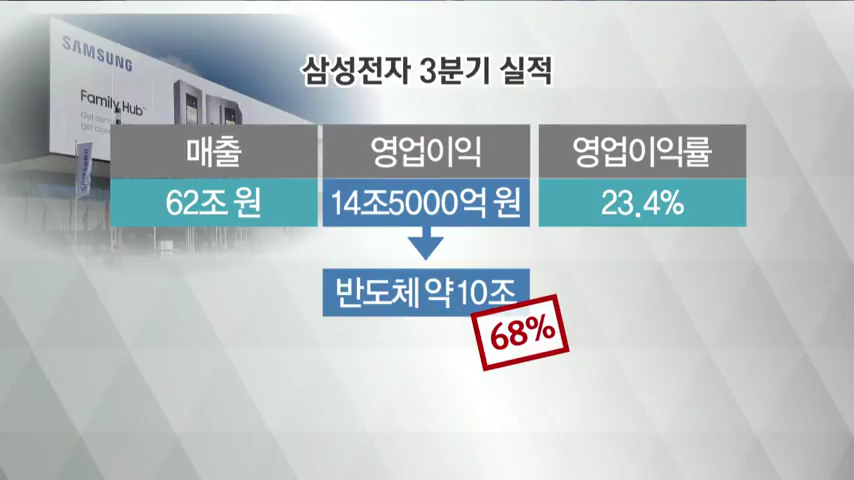 SAMSUNG
삼성전자 3분기 실적
Family Hub™
매출
영업이익
영업이익률
62조 원
14조5000억 원
23.4%
반도체 약 10조
68%